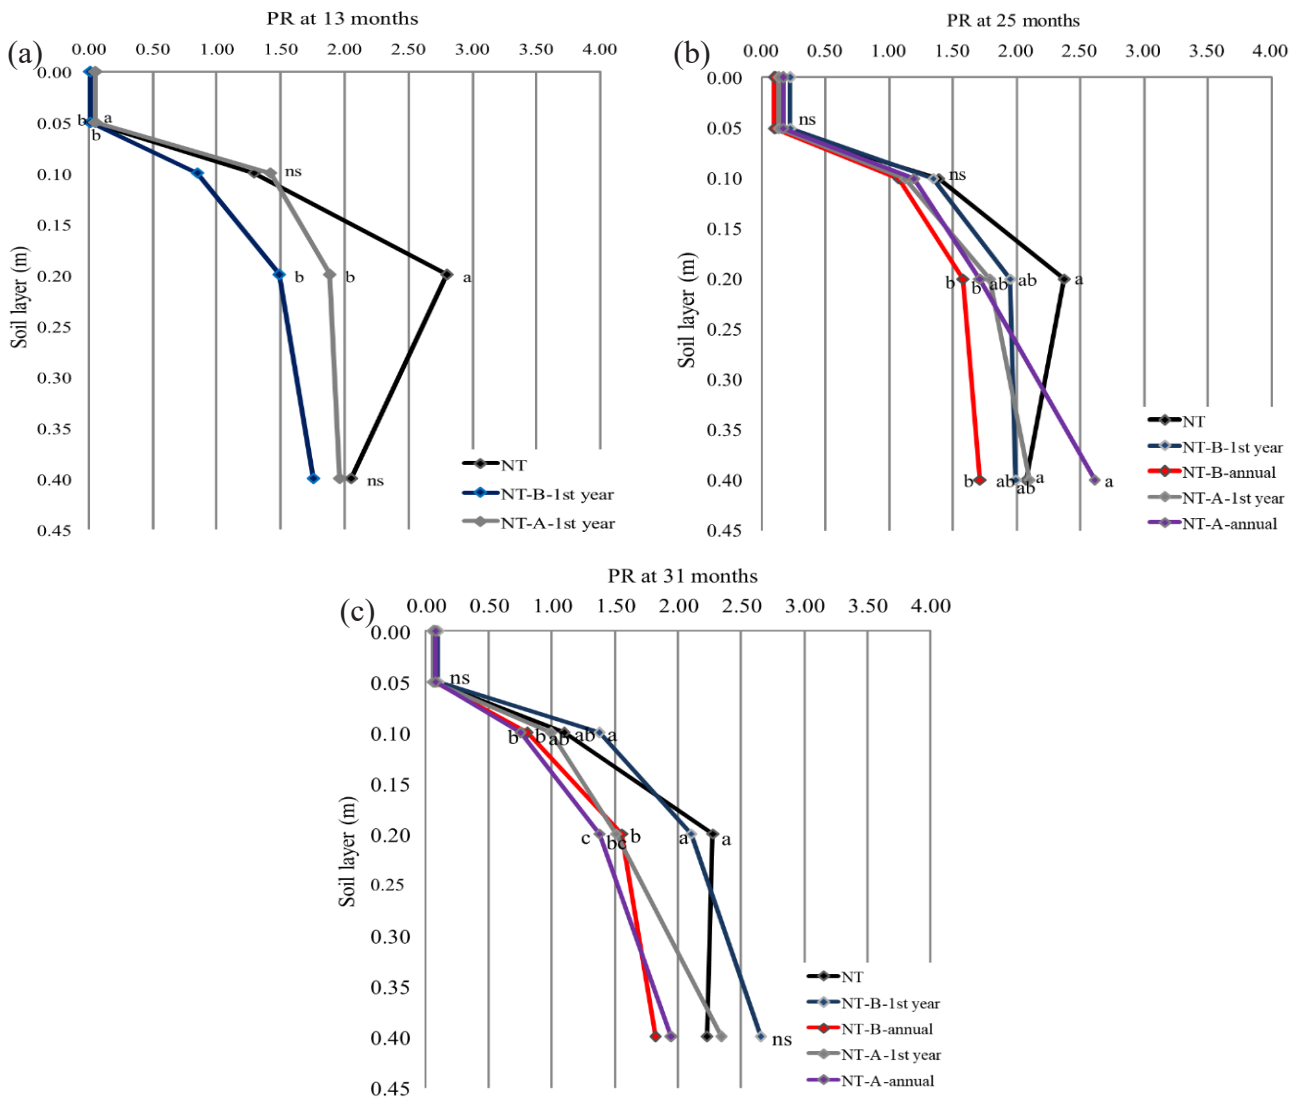 PR at 13 months
(a)
0.00 0.50 1.00 1.50 2.00 2.50 3.00 3.50 4.00
0.00
0.05
0.10
0.15
0.20
0.25
0.30
0.35
0.40
0.45
Soil layer (m)
b a
b
ns
b b a
ns
NT
NT-B-1st year
NT-A-1st year
PR at 25 months
(b)
0.00 0.50 1.00 1.50 2.00 2.50 3.00 3.50 4.00
0.00
0.05
0.10
0.15
0.20
0.25
0.30
0.35
0.40
0.45
Soil layer (m)
ns
ns
b b ab ab a
b ab ab a a
NT
NT-B-1st year
NT-B-annual
NT-A-1st year
NT-A-annual
PR at 31 months
(c)
0.00 0.50 1.00 1.50 2.00 2.50 3.00 3.50 4.00
0.00
0.05
0.10
0.15
0.20
0.25
0.30
0.35
0.40
0.45
Soil layer (m)
ns
b b ab ab a
c bc b a a
ns
NT
NT-B-1st year
NT-B-annual
NT-A-1st year
NT-A-annual